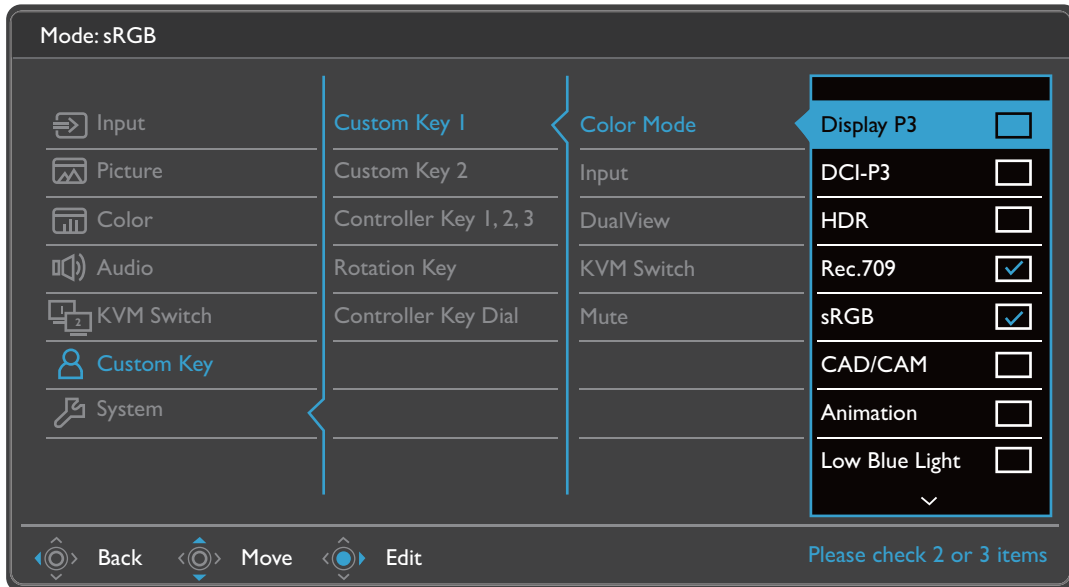 Mode: sRGB
Input
Picture
Color
Audio
1
2
KVM Switch
Custom Key
System
Custom Key 1
Custom Key 2
Controller Key 1, 2, 3
Rotation Key
Controller Key Dial
Color Mode
Input
DualView
KVM Switch
Mute
Display P3
DCI-P3
HDR
Rec.709
sRGB
CAD/CAM
Animation
Low Blue Light
Back
Move
Edit
Please check 2 or 3 items